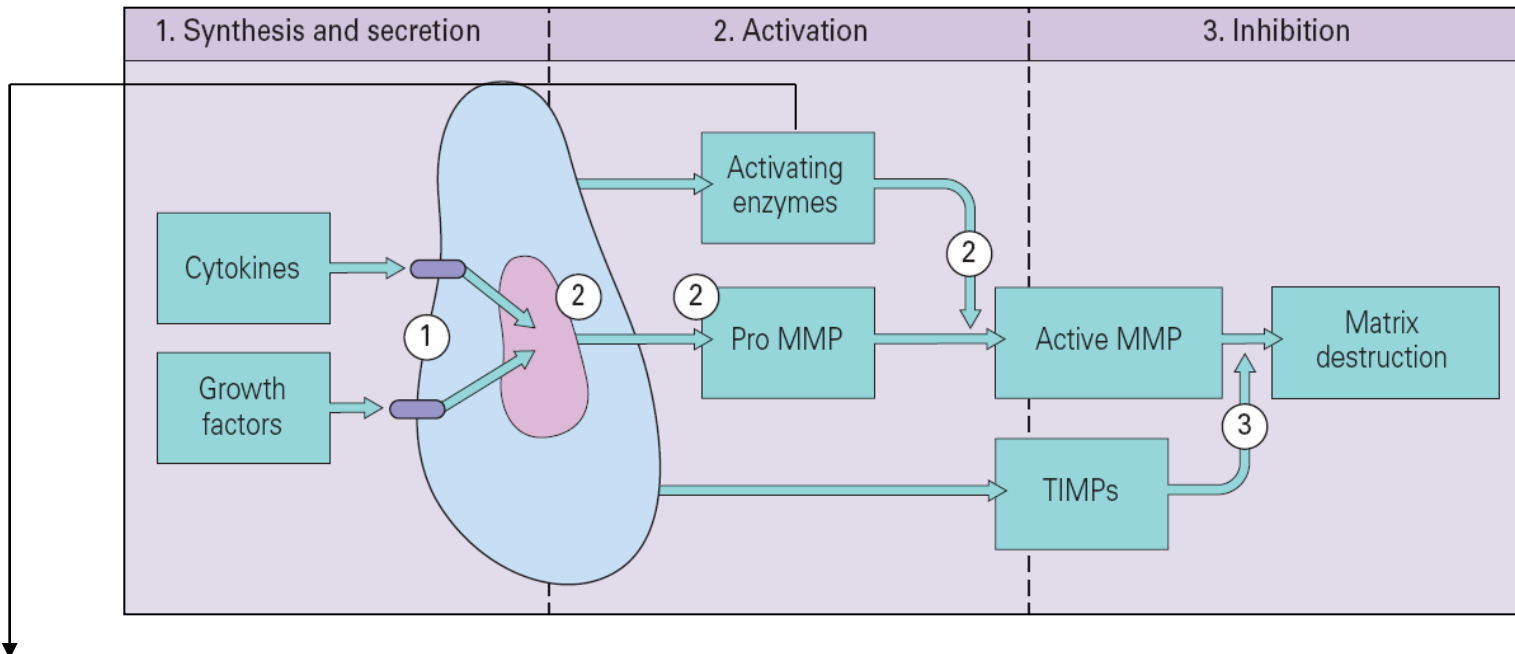 1. Synthesis and secretion
2. Activation
3. Inhibition
Activating
enzymes
Cytokines
2
2
2
1
Pro MMP
Active MMP
Matrix
destruction
Growth
factors
3
TIMPs